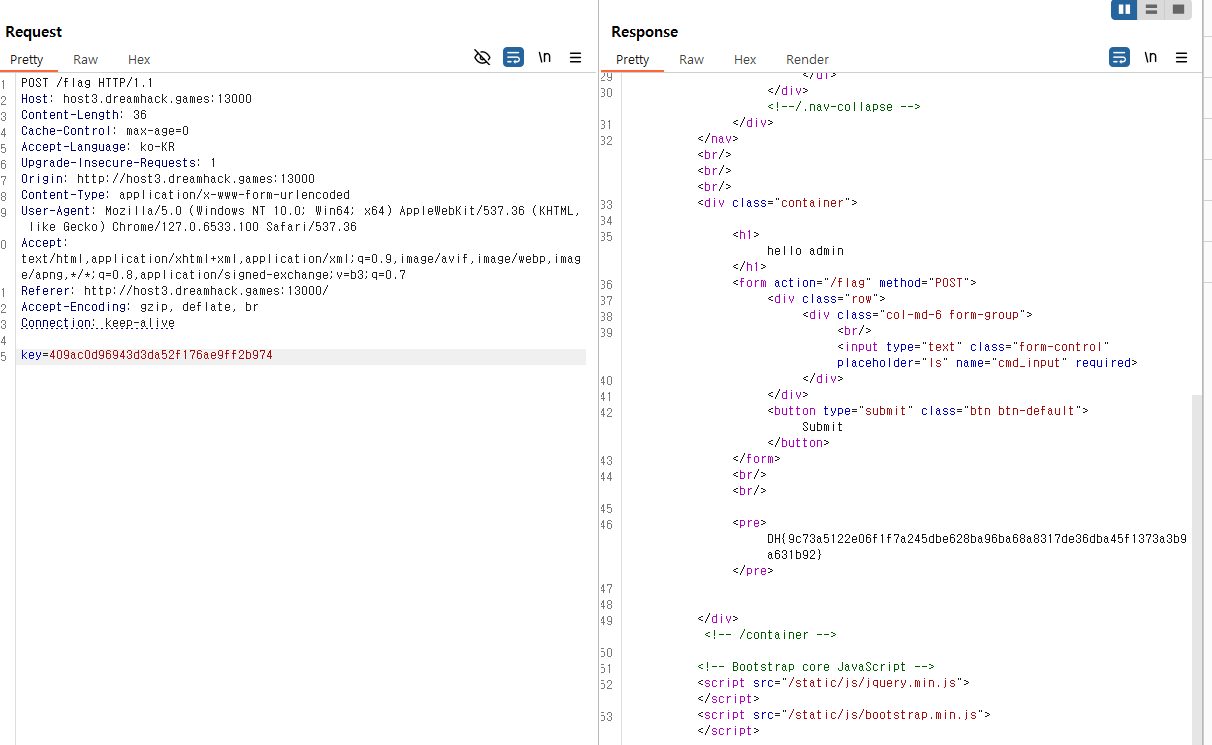 Request
Pretty Raw Hex
\n
1 POST /flag HTTP/1.1
2 Host: host3.dreamhack.games:13000
3 Content-Length: 36
4 Cache-Control: max-age=0
5 Accept-Language: ko-KR
6 Upgrade-Insecure-Requests: 1
7 Origin: http://host3.dreamhack.games:13000
8 Content-Type: application/x-www-form-urlencoded
9 User-Agent: Mozilla/5.0 (Windows NT 10.0; Win64; x64) AppleWebKit/537.36 (KHTML,
like Gecko) Chrome/127.0.6533.100 Safari/537.36
0 Accept:
text/html,application/xhtml+xml,application/xml;q=0.9,image/avif,image/webp,imag
e/apng,*/*;q=0.8,application/signed-exchange;v=b3;q=0.7
1 Referer: http://host3.dreamhack.games:13000/
2 Accept-Encoding: gzip, deflate, br
3 Connection: keep-alive
4
5 key=409ac0d96943d3da52f176ae9ff2b974
Response
Pretty Raw Hex Render
\n
29 </ul>
30 </div>
<!--/.nav-collapse -->
31 </div>
32 </nav>
<br/>
<br/>
<br/>
33 <div class="container">
34
35 <h1>
hello admin
</h1>
36 <form action="/flag" method="POST">
37 <div class="row">
38 <div class="col-md-6 form-group">
39 <br/>
<input type="text" class="form-control"
placeholder="ls" name="cmd_input" required>
40 </div>
41 </div>
42 <button type="submit" class="btn btn-default">
Submit
</button>
43 </form>
44 <br/>
<br/>
45
46 <pre>
DH{9c73a5122e06f1f7a245dbe628ba96ba68a8317de36dba45f1373a3b9
a631b92}
</pre>
47
48
49 </div>
<!-- /container -->
50
51 <!-- Bootstrap core JavaScript -->
52 <script src="/static/js/jquery.min.js">
</script>
53 <script src="/static/js/bootstrap.min.js">
</script>